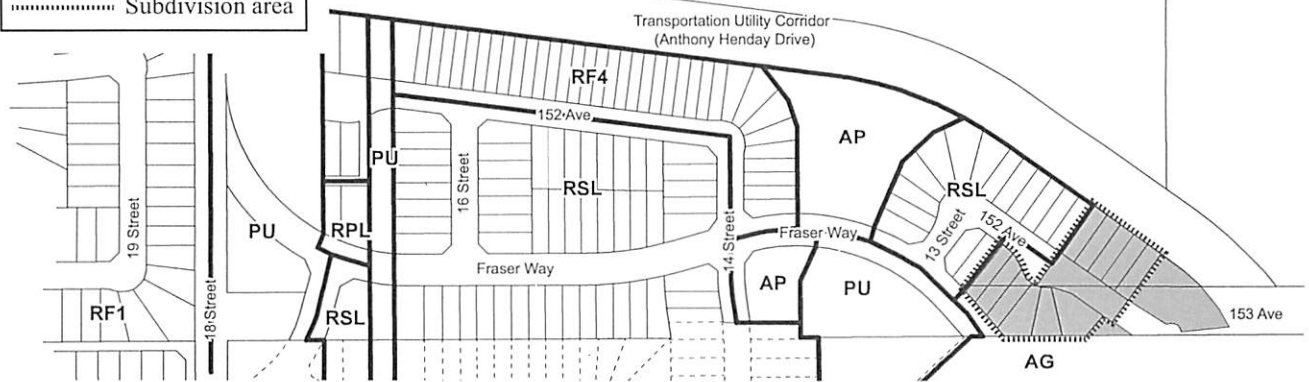 Subdivision area
Transportation Utility Corridor
(Anthony Henday Drive)
RF4
152 Ave
AP
PU
RSL
RSL
16 Street
19 Street
PU
RPL
14 Street
Fraser Way
13 Street
152 Ave
Fraser Way
AP
PU
RF1
18 Street
RSL
153 Ave
AG